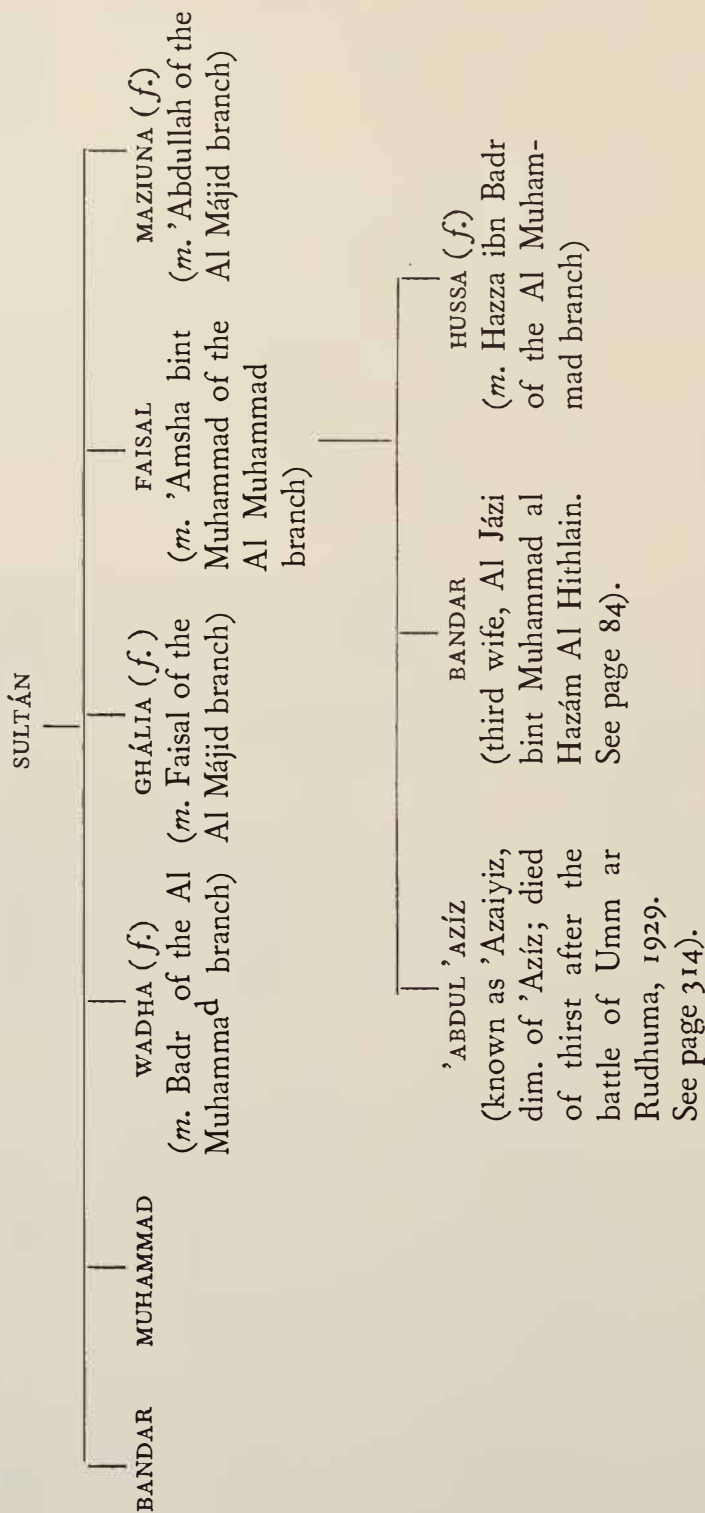 SULTÁN
BANDAR
MUHAMMAD
WADHA (f.)
(m. Badr of the Al
Muhammad branch)
GHÁLIA (f.)
(m. Faisal of the
Al Májid branch)
FAISAL
(m. 'Amsha bint
Muhammad of the
Al Muhammad
branch)
MAZIUNA (f.)
(m. 'Abdullah of the
Al Májid branch)
'ABDUL 'AZÍZ
(known as 'Azaiyiz,
dim. of 'Azíz; died
of thirst after the
battle of Umm ar
Rudhuma, 1929.
See page 314).
BANDAR
(third wife, Al Jázi
bint Muhammad al
Hazám Al Hithlain.
See page 84).
HUSSA (f.)
(m. Hazza ibn Badr
of the Al Muham-
mad branch)